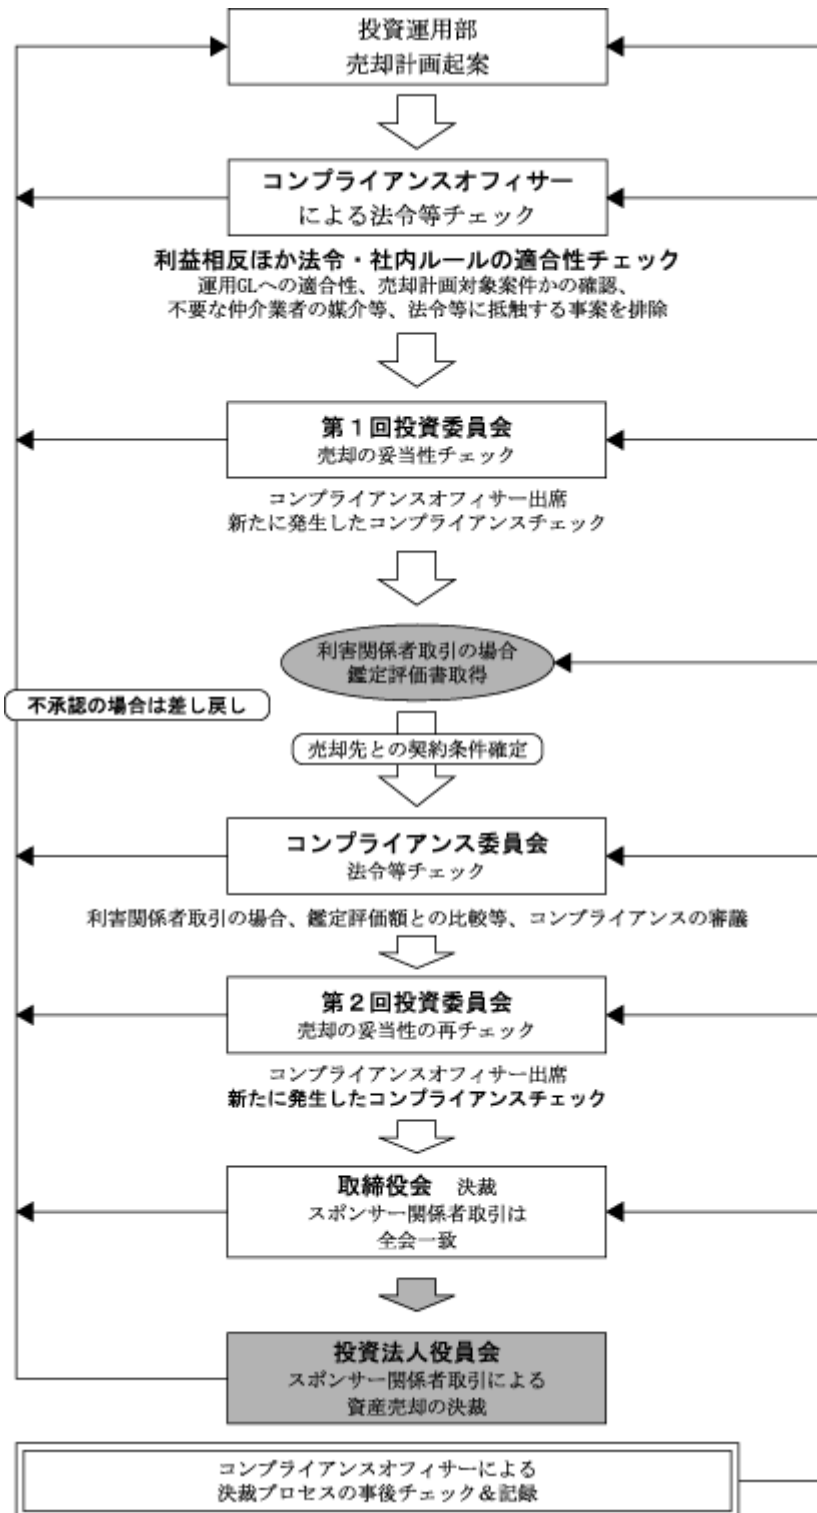 投資運用部
売却計画起案
コンプライアンスオフィサー
による法令等チェック
利益相反ほか法令・社内ルールの適合性チェック
運用GLへの適合性、売却計画対象案件かの確認、
不要な仲介業者の媒介等、法令等に抵触する事案を排除
第1回投資委員会
売却の妥当性チェック
コンプライアンスオフィサー出席
新たに発生したコンプライアンスチェック
利害関係者取引の場合
鑑定評価書取得
不承認の場合は差し戻し
売却先との契約条件確定
コンプライアンス委員会
法令等チェック
利害関係者取引の場合、鑑定評価額との比較等、コンプライアンスの審議
第2回投資委員会
売却の妥当性の再チェック
コンプライアンスオフィサー出席
新たに発生したコンプライアンスチェック
取締役会 決裁
スポンサー関係者取引は
全会一致
投資法人役員会
スポンサー関係者取引による
資産売却の決裁
コンプライアンスオフィサーによる
決裁プロセスの事後チェック&記録